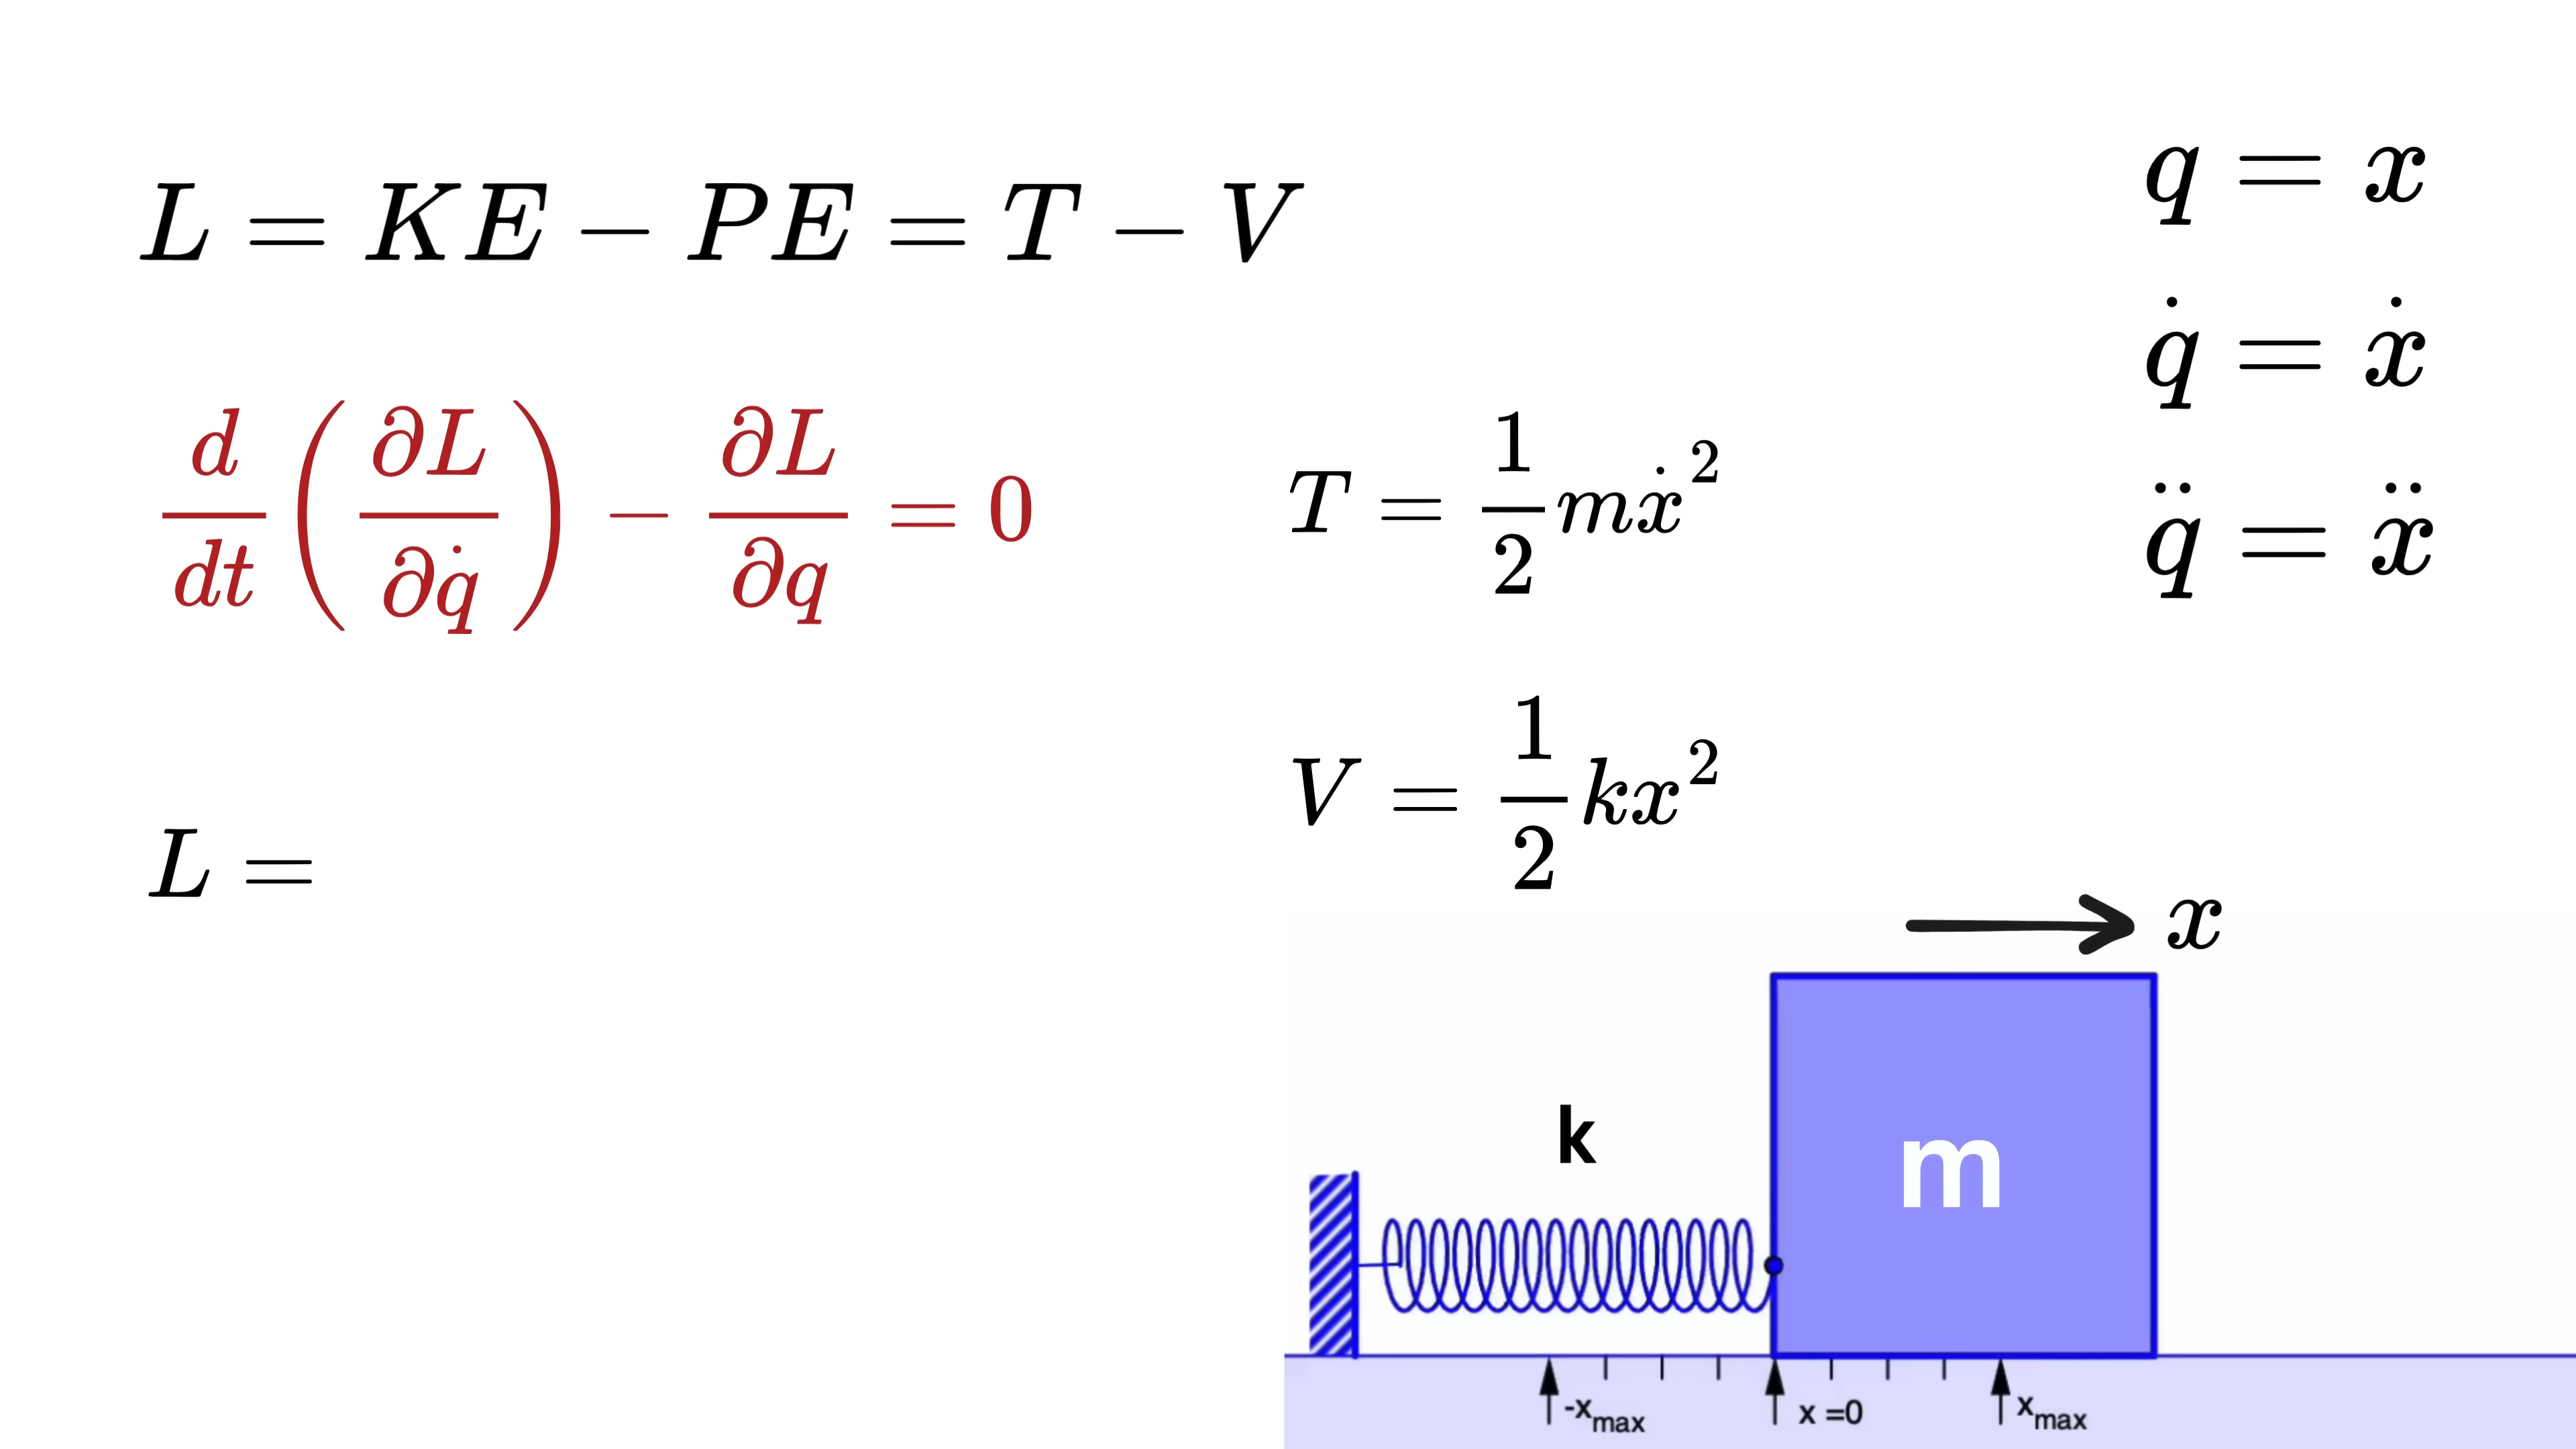 L = KE − PE = T − V
d/dt (∂L/∂q̇) − ∂L/∂q = 0
L =
T = 1/2 mẋ²
V = 1/2 kx²
q = x
q̇ = ẋ
q̈ = ẍ
x
k
m
-xmax
x =0
xmax